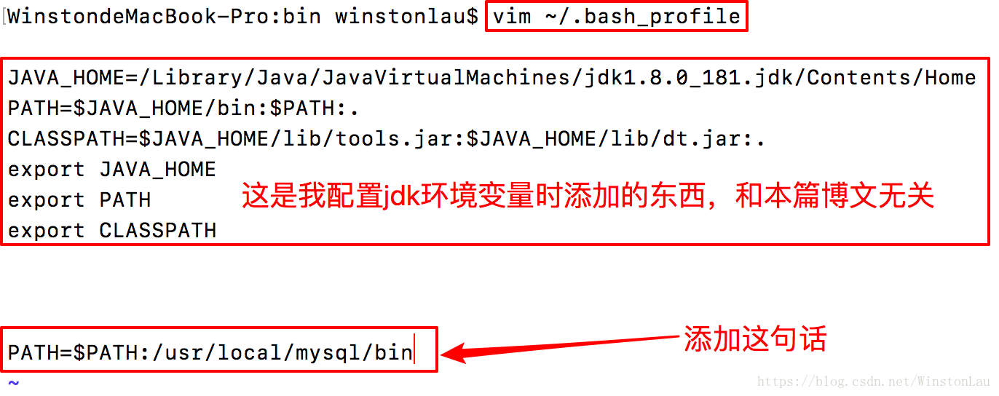 [WinstondeMacBook-Pro:bin winstonlau$ vim ~/.bash_profile
JAVA_HOME=/Library/Java/JavaVirtualMachines/jdk1.8.0_181.jdk/Contents/Home
PATH=$JAVA_HOME/bin:$PATH:.
CLASSPATH=$JAVA_HOME/lib/tools.jar:$JAVA_HOME/lib/dt.jar:.
export JAVA_HOME
这是我配置jdk环境变量时添加的东西，和本篇博文无关
export PATH
export CLASSPATH
添加这句话
PATH=$PATH:/usr/local/mysql/bin
~
https://blog.csdn.net/WinstonLau